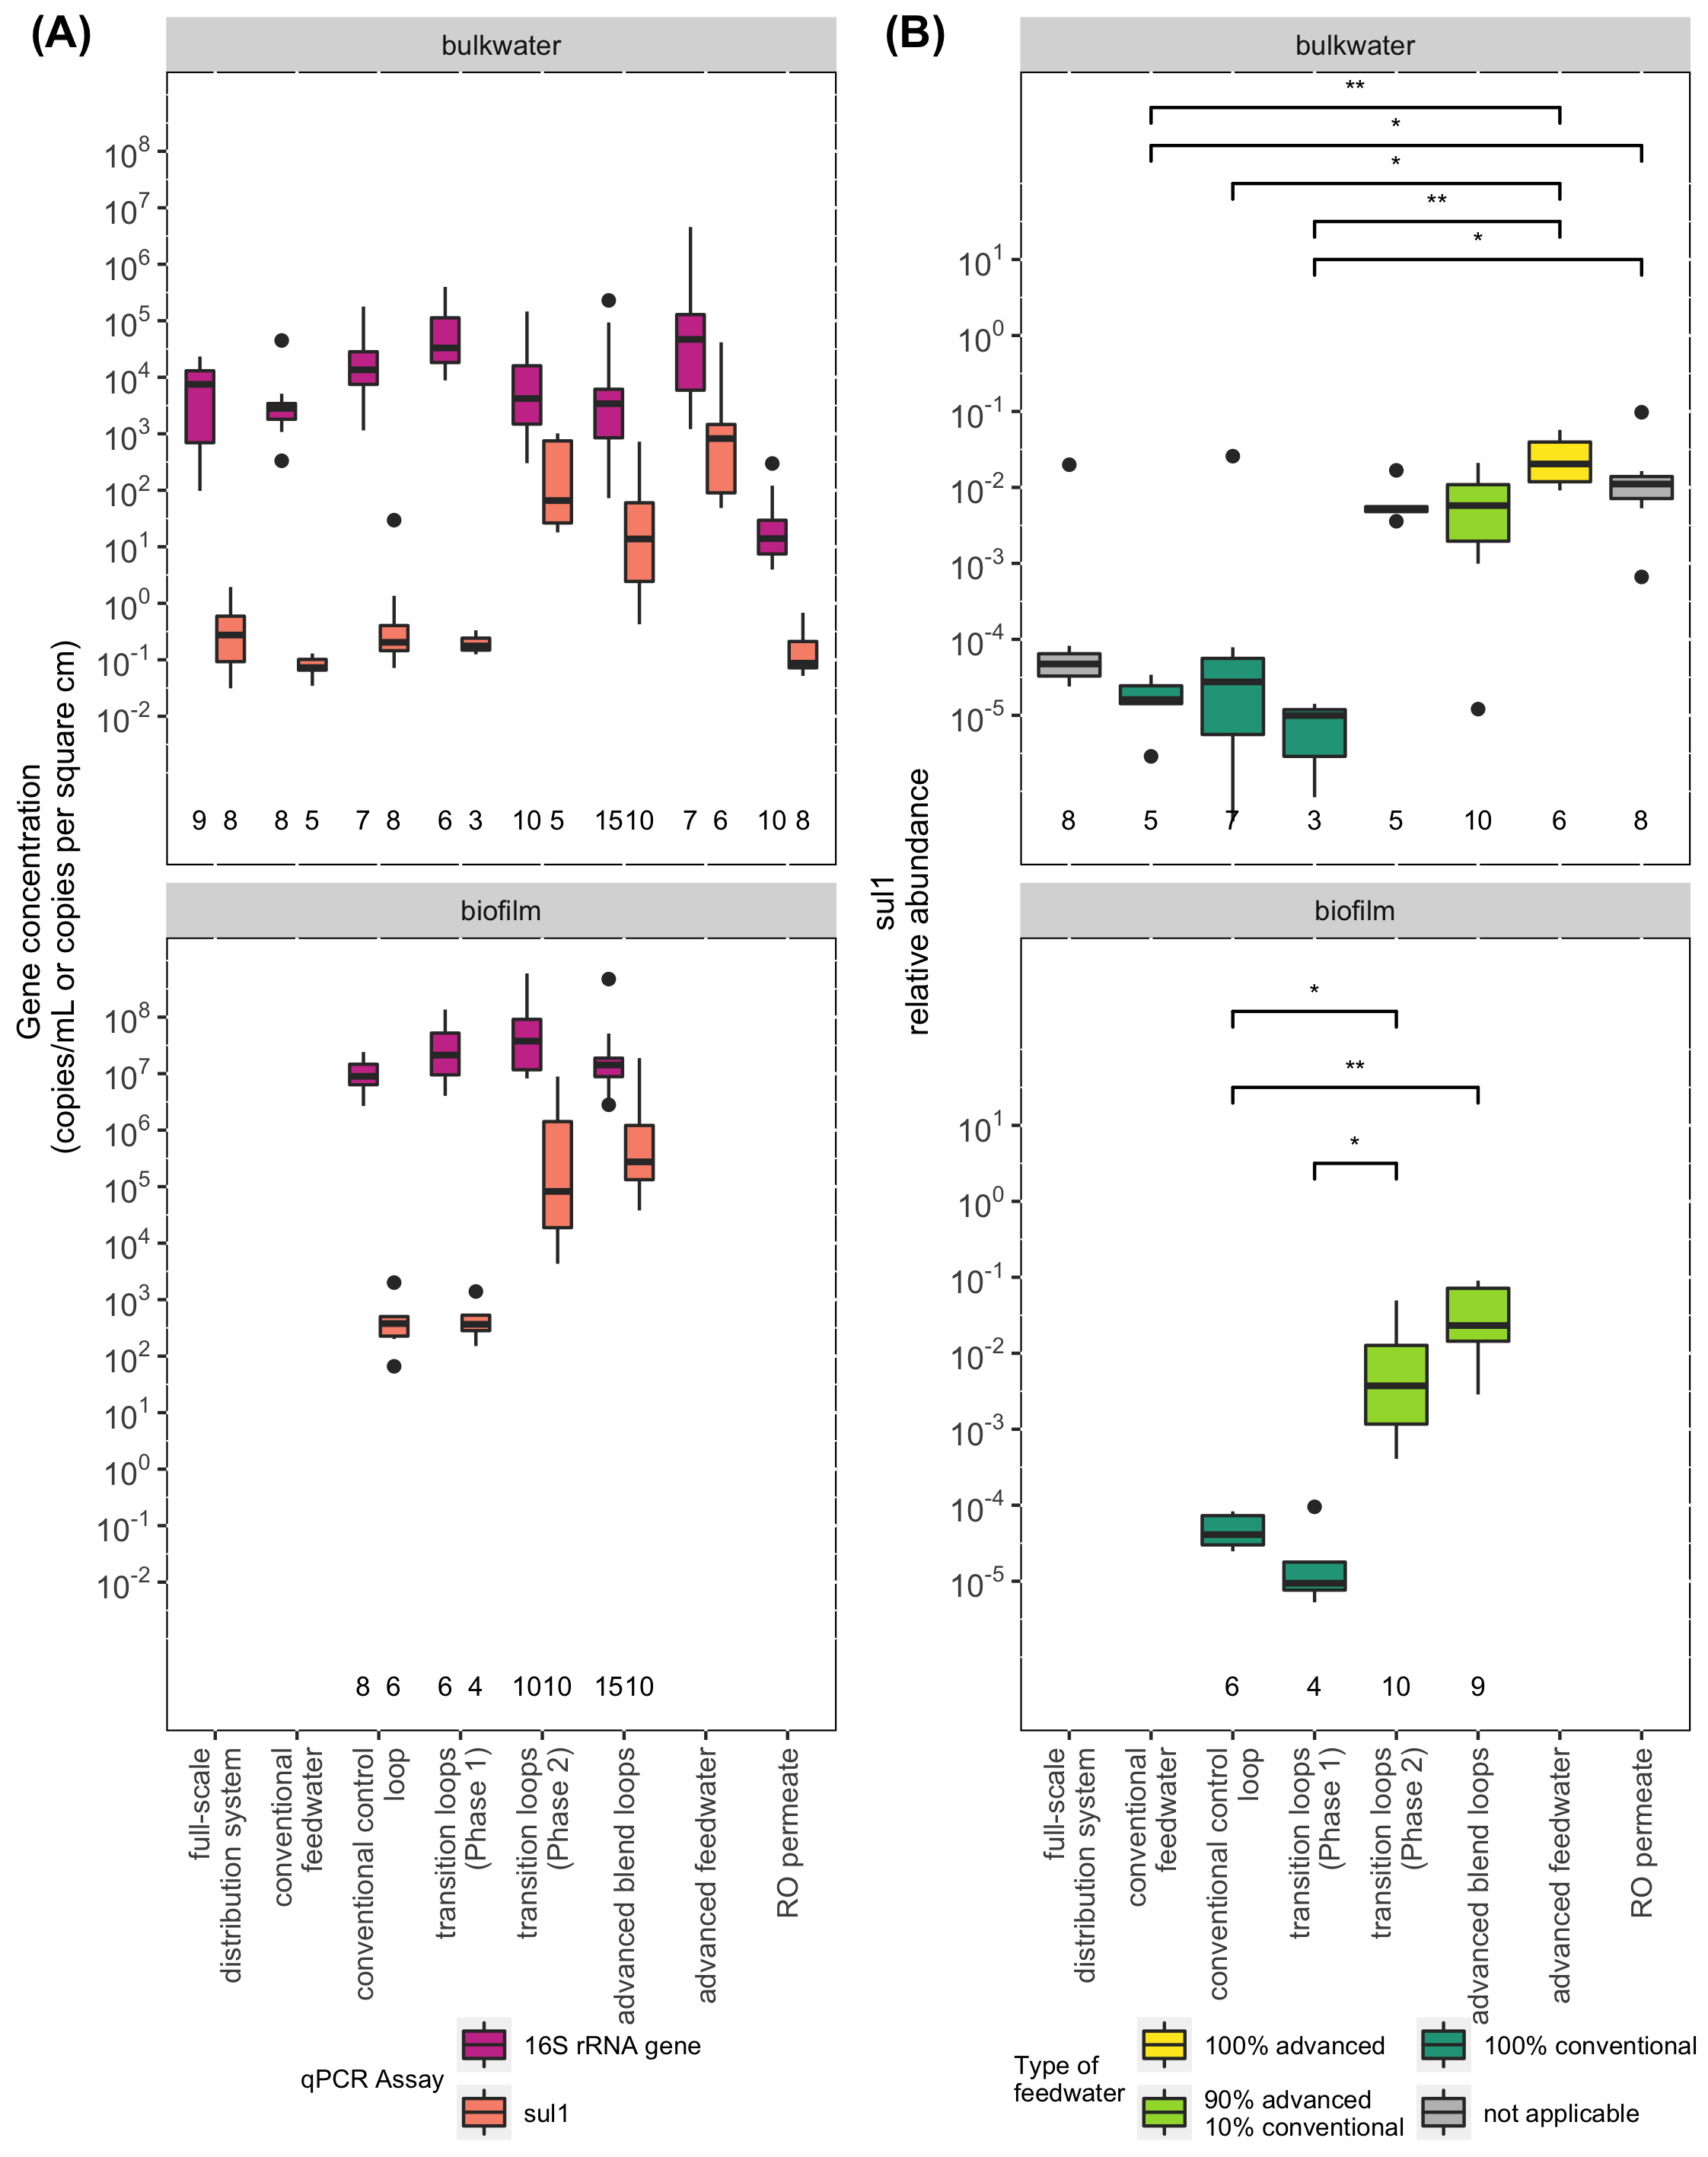 (A)
bulkwater
10^8
10^7
10^6
10^5
10^4
10^3
10^2
10^1
10^0
10^-1
10^-2
9 8 8 5 7 8 6 3 10 5 15 10 7 6 10 8
Gene concentration
(copies/mL or copies per square cm)
biofilm
10^8
10^7
10^6
10^5
10^4
10^3
10^2
10^1
10^0
10^-1
10^-2
8 6 6 4 10 10 15 10
full-scale
distribution system
conventional
feedwater
conventional control
loop
transition loops
(Phase 1)
transition loops
(Phase 2)
advanced blend loops
advanced feedwater
RO permeate
qPCR Assay
16S rRNA gene
sul1
(B)
bulkwater
**
*
*
**
*
10^1
10^0
10^-1
10^-2
10^-3
10^-4
10^-5
8 5 7 3 5 10 6 8
sul1
relative abundance
biofilm
*
**
*
10^1
10^0
10^-1
10^-2
10^-3
10^-4
10^-5
6 4 10 9
full-scale
distribution system
conventional
feedwater
conventional control
loop
transition loops
(Phase 1)
transition loops
(Phase 2)
advanced blend loops
advanced feedwater
RO permeate
Type of
feedwater
100% advanced
90% advanced
10% conventional
100% conventional
not applicable